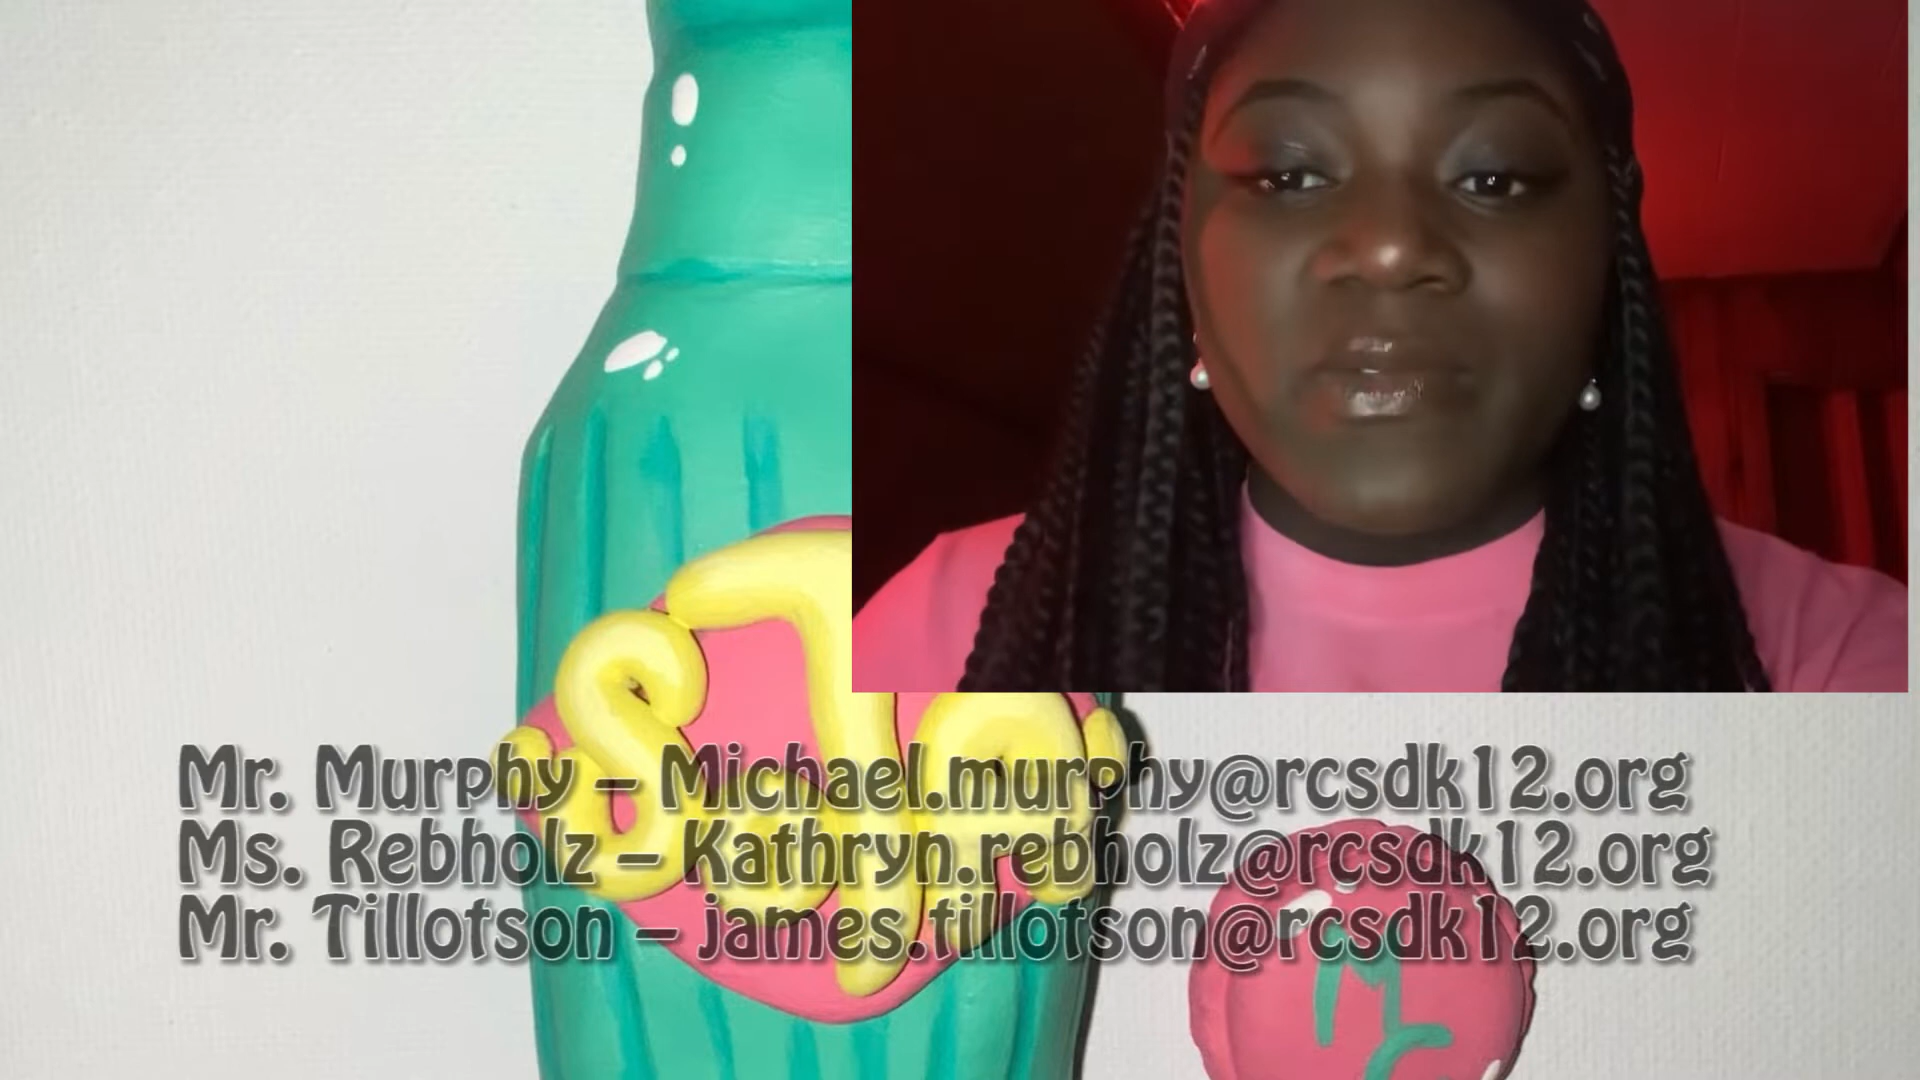 Mr. Murphy – Michael.murphy@rcsdk12.org
Ms. Rebholz – Kathryn.rebholz@rcsdk12.org
Mr. Tillotson – james.tillotson@rcsdk12.org